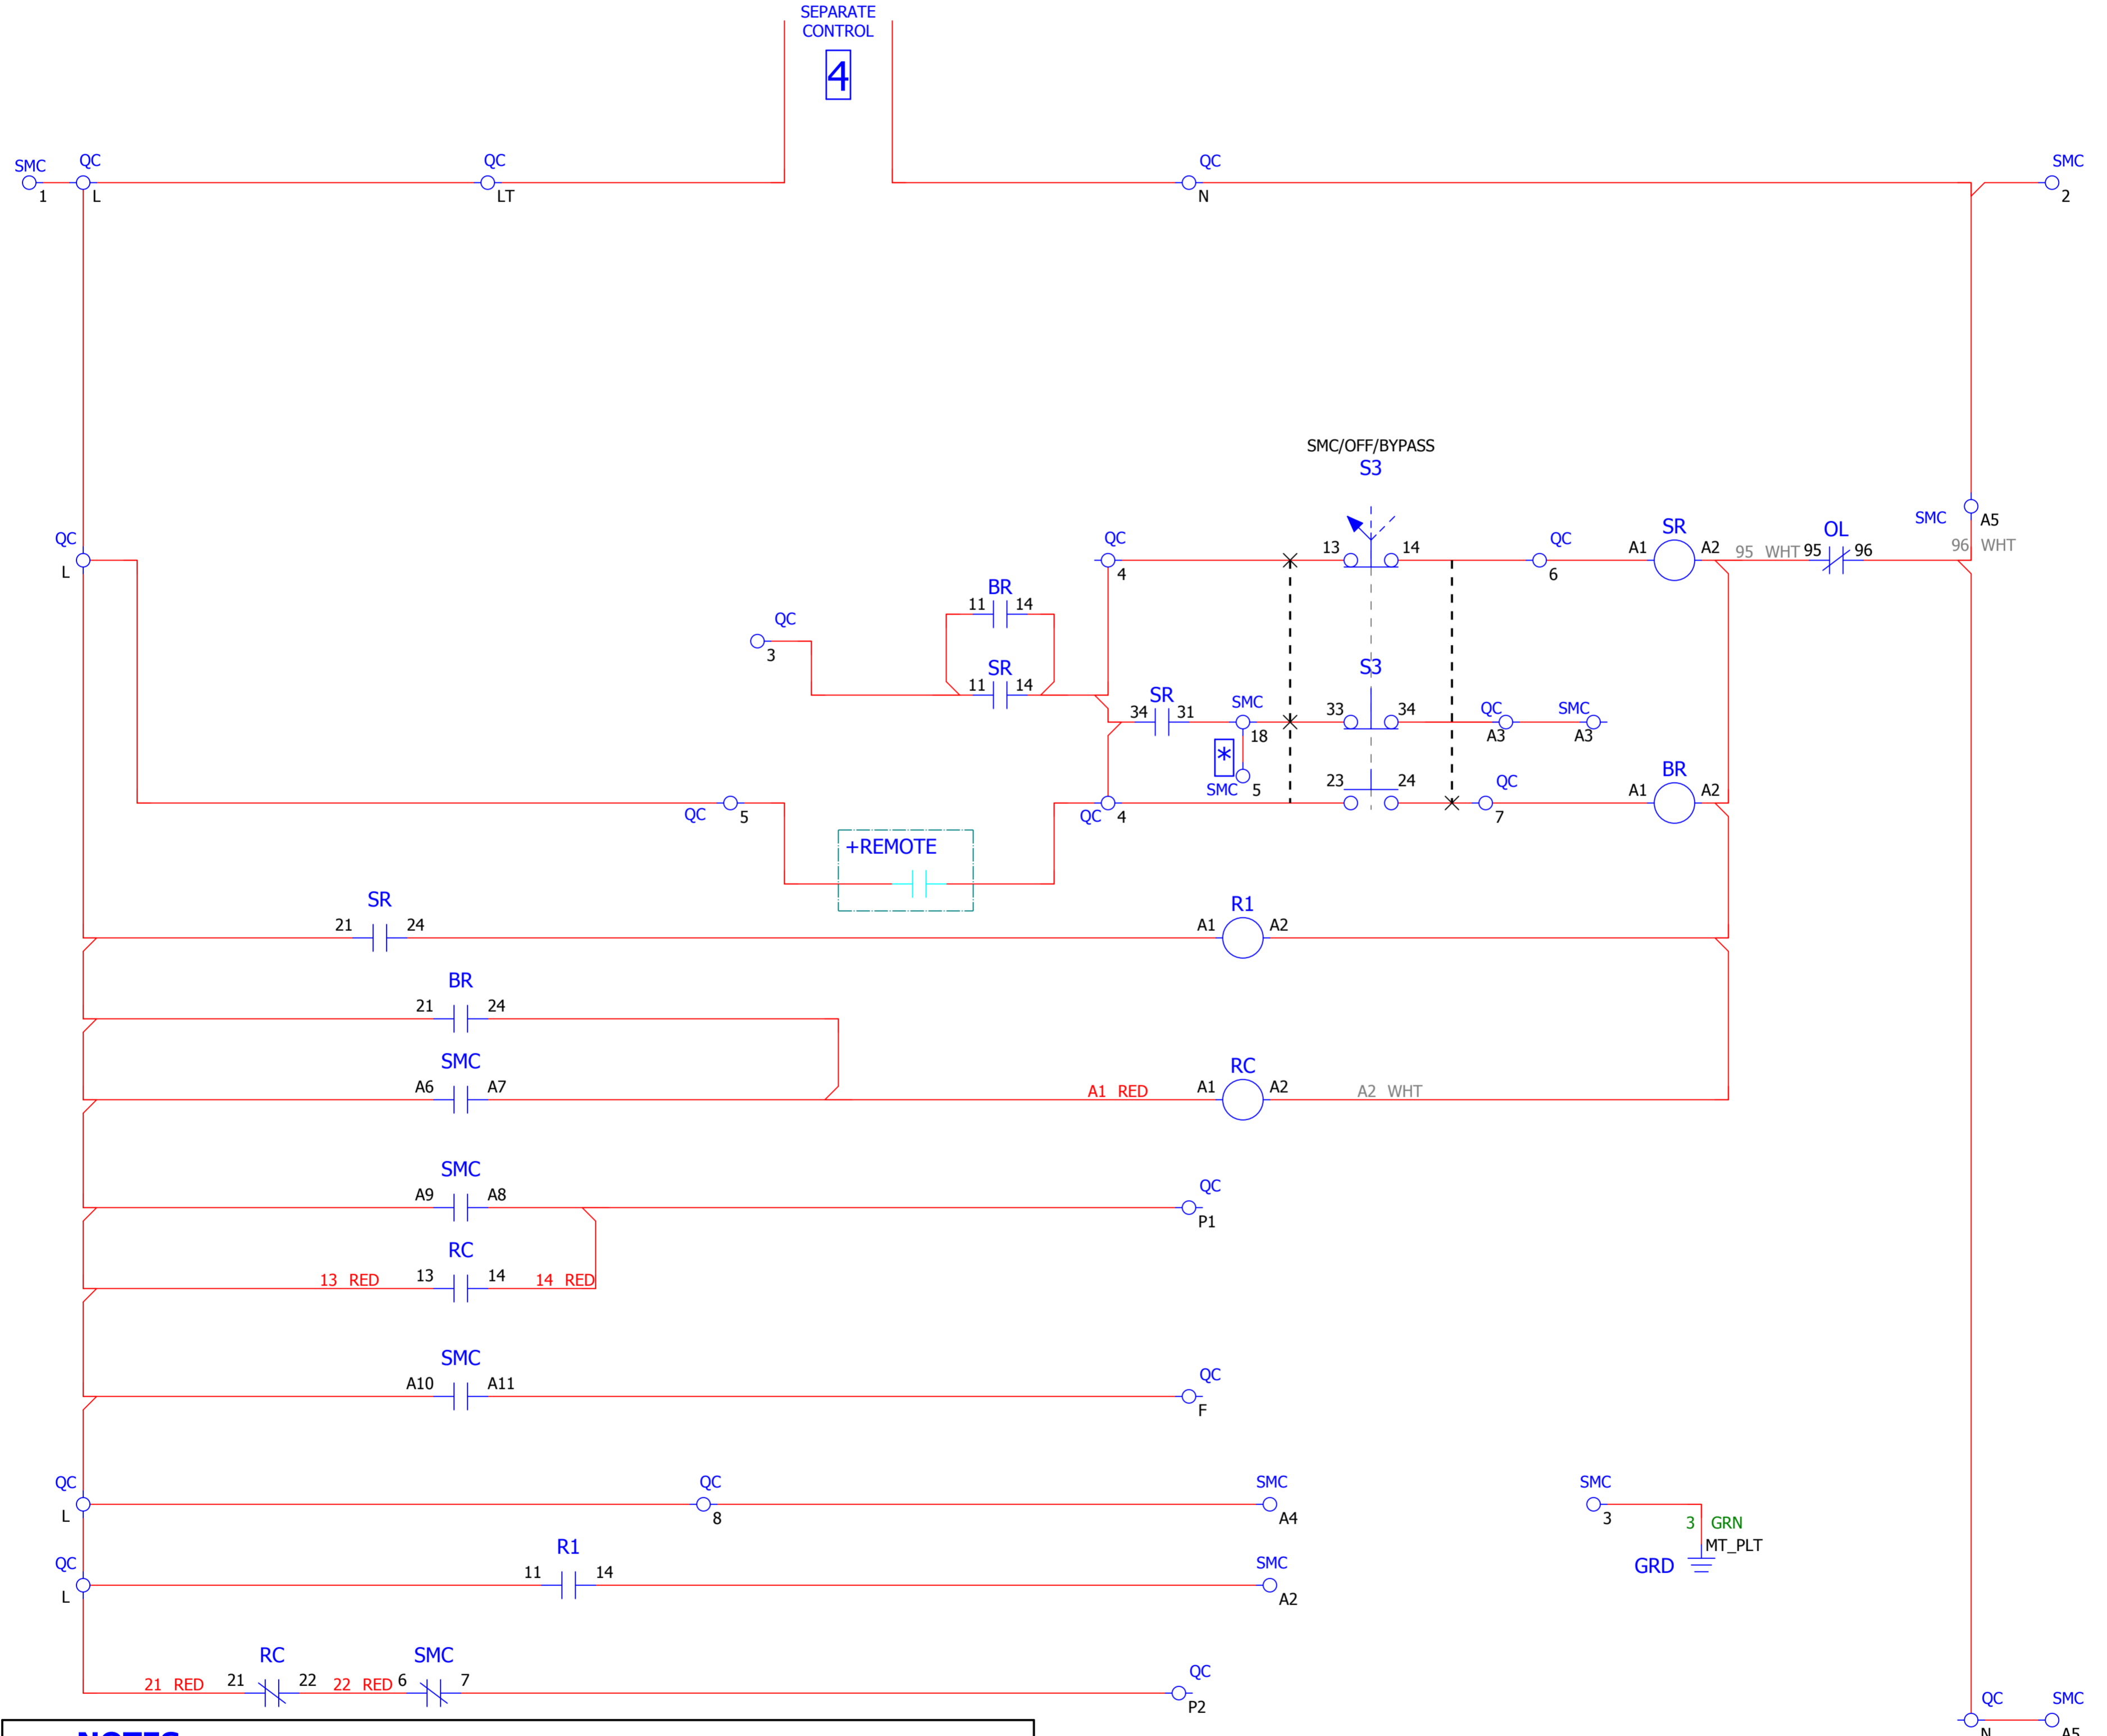 SEPARATE
CONTROL
4
SMC QC QC QC SMC
1 L LT N 2
SMC/OFF/BYPASS
S3
QC QC 13 14 QC SR OL SMC A5
L 4 6 A1 A2 95 WHT 95 96 96 WHT
BR
11 14
QC
3
SR S3
11 14
SR SMC QC SMC
34 31 18 33 34 A3 A3
*
SMC 5 23 24 QC BR
QC 5 QC 4 7 A1 A2
+REMOTE
SR R1
21 24 A1 A2
BR
21 24
SMC RC
A6 A7 A1 RED A1 A2 A2 WHT
SMC QC
A9 A8 P1
RC
13 RED 13 14 14 RED
SMC QC
A10 A11 F
QC QC SMC SMC
L 8 A4 3
3 GRN
MT_PLT
GRD
QC R1 SMC
L 11 14 A2
RC SMC QC
21 RED 21 22 22 RED 6 7 P2
QC SMC
N A5
NOTES